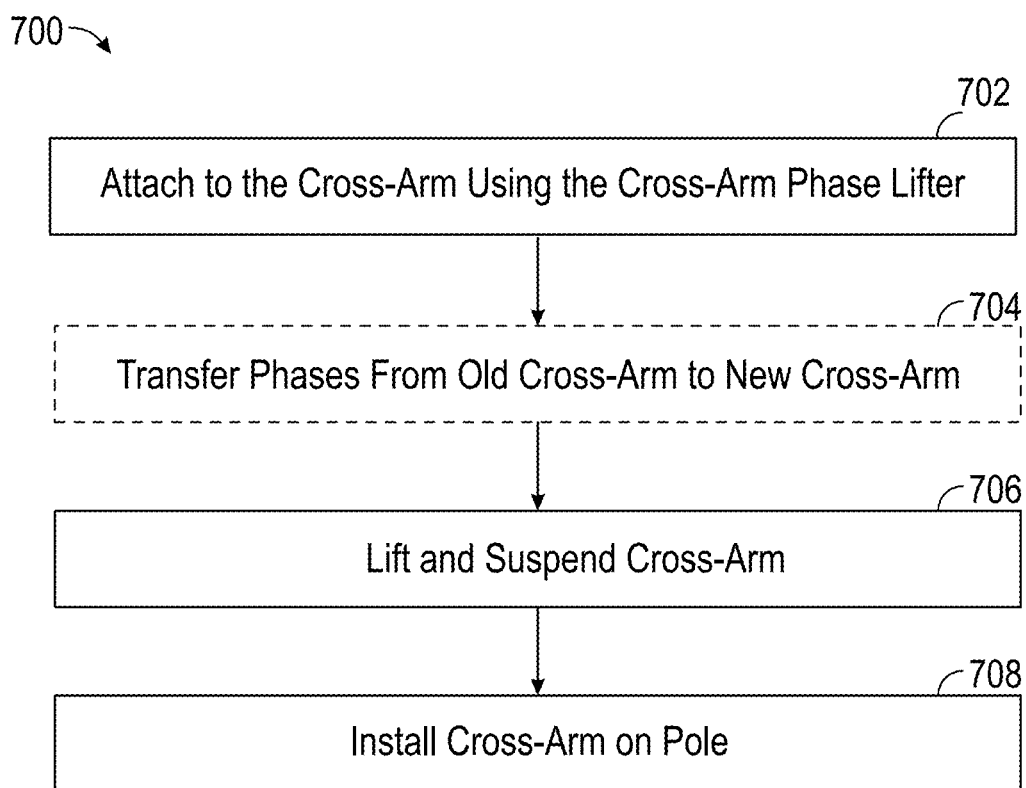 700
702
Attach to the Cross-Arm Using the Cross-Arm Phase Lifter
704
Transfer Phases From Old Cross-Arm to New Cross-Arm
706
Lift and Suspend Cross-Arm
708
Install Cross-Arm on Pole